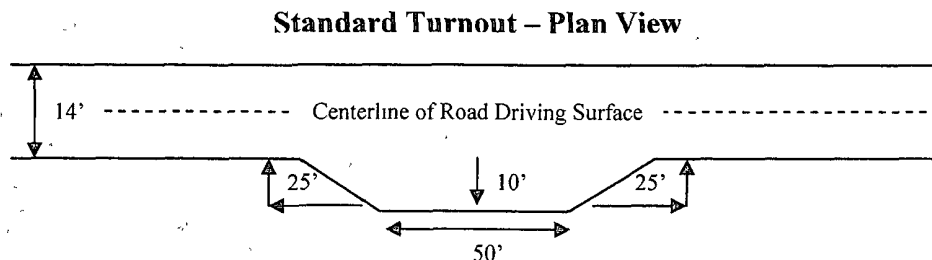 Standard Turnout – Plan View
14’
Centerline of Road Driving Surface
25’
10’
25’
50’